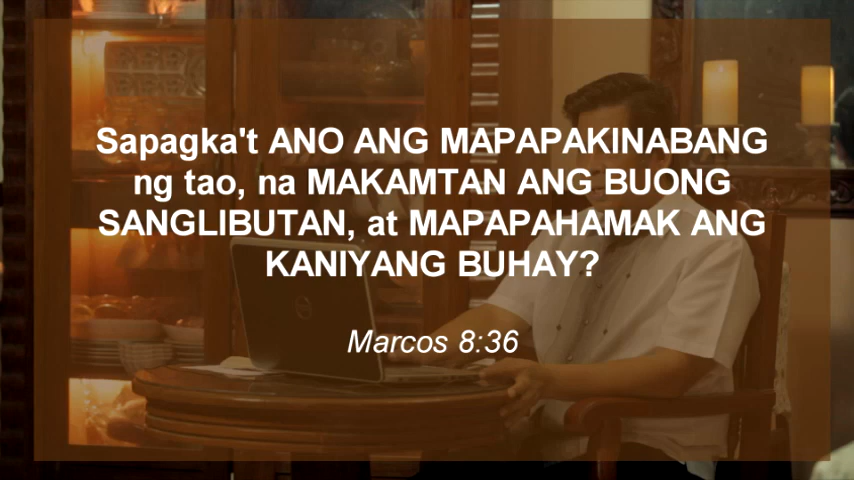 Sapagka't ANO ANG MAPAPAKINABANG
ng tao, na MAKAMTAN ANG BUONG
SANGLIBUTAN, at MAPAPAHAMAK ANG
KANIYANG BUHAY?
Marcos 8:36